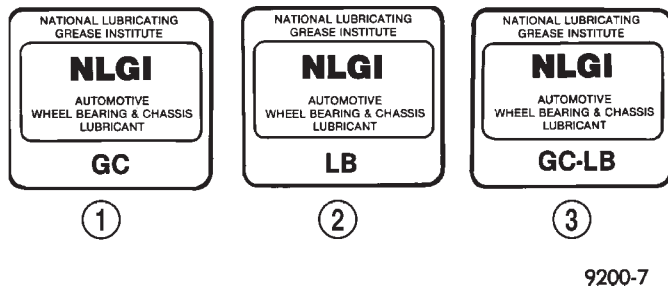 NATIONAL LUBRICATING
GREASE INSTITUTE
NLGI
AUTOMOTIVE
WHEEL BEARING & CHASSIS
LUBRICANT
GC
1
NATIONAL LUBRICATING
GREASE INSTITUTE
NLGI
AUTOMOTIVE
WHEEL BEARING & CHASSIS
LUBRICANT
LB
2
NATIONAL LUBRICATING
GREASE INSTITUTE
NLGI
AUTOMOTIVE
WHEEL BEARING & CHASSIS
LUBRICANT
GC-LB
3
9200-7